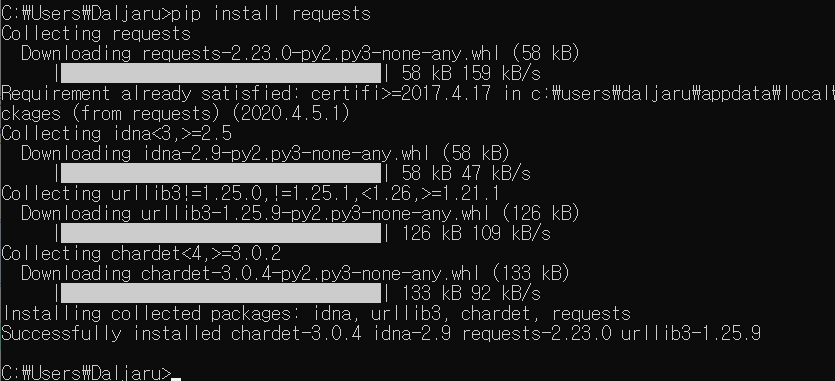 C:₩Users₩Daljaru>pip install requests
Collecting requests
  Downloading requests-2.23.0-py2.py3-none-any.whl (58 kB)
     |████████████████████████████████| 58 kB 159 kB/s
Requirement already satisfied: certifi>=2017.4.17 in c:₩users₩daljaru₩appdata₩local₩
ckages (from requests) (2020.4.5.1)
Collecting idna<3,>=2.5
  Downloading idna-2.9-py2.py3-none-any.whl (58 kB)
     |████████████████████████████████| 58 kB 47 kB/s
Collecting urllib3!=1.25.0,!=1.25.1,<1.26,>=1.21.1
  Downloading urllib3-1.25.9-py2.py3-none-any.whl (126 kB)
     |████████████████████████████████| 126 kB 109 kB/s
Collecting chardet<4,>=3.0.2
  Downloading chardet-3.0.4-py2.py3-none-any.whl (133 kB)
     |████████████████████████████████| 133 kB 92 kB/s
Installing collected packages: idna, urllib3, chardet, requests
Successfully installed chardet-3.0.4 idna-2.9 requests-2.23.0 urllib3-1.25.9
C:₩Users₩Daljaru>